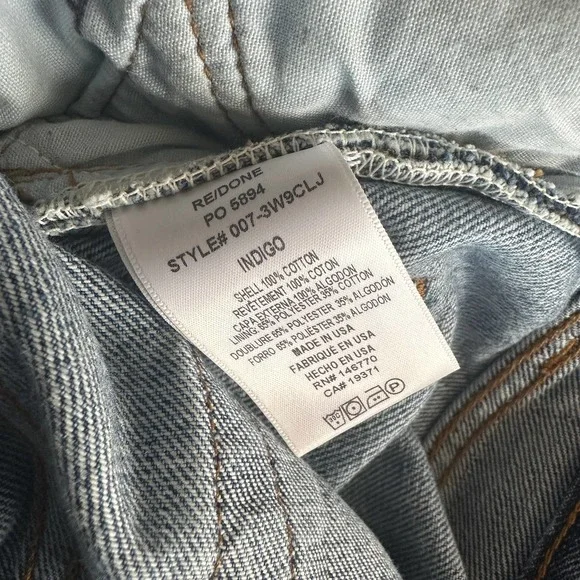 RE/DONE
PO 5894
STYLE# 007-3W9CLJ
INDIGO
SHELL 100% COTTON
REVETEMENT 100% COTON
CAPA EXTERNA 100% ALGODON
LINING 65% POLYESTER 35% COTTON
DOUBLURE 65% POLYESTER 35% ALGODON
FORRO 65% POLIÉSTER 35% ALGODÓN
MADE IN USA
FABRIQUE EN USA
HECHO EN USA
RN# 146770
CA# 19371